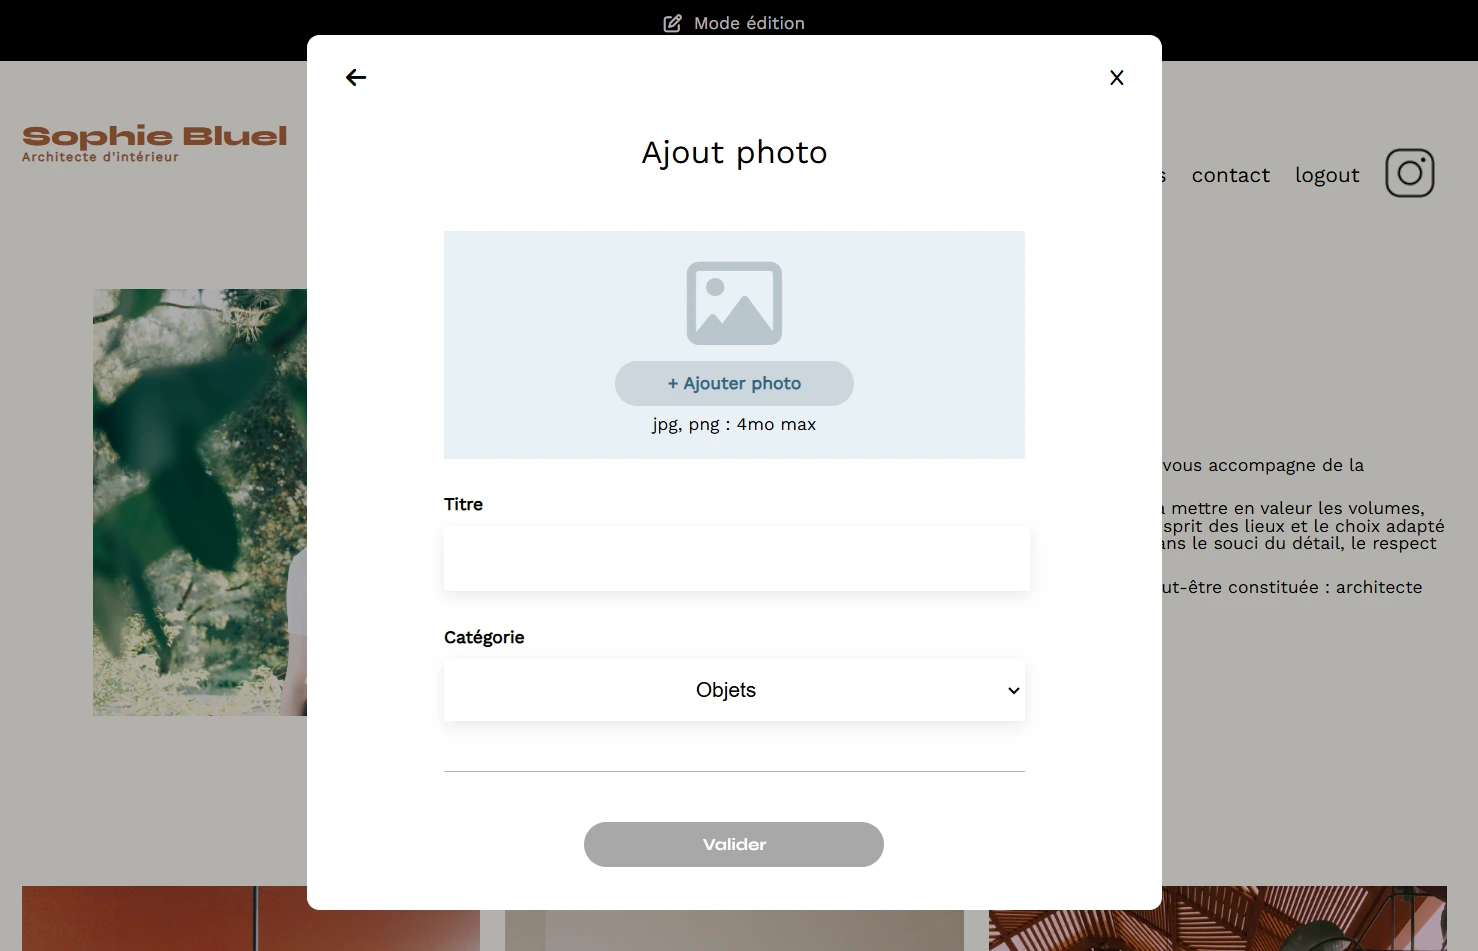 Mode édition
X
Sophie Bluel
Architecte d'intérieur
contact logout
Ajout photo
+ Ajouter photo
jpg, png : 4mo max
vous accompagne de la
Titre
mettre en valeur les volumes,
esprit des lieux et le choix adapté
dans le souci du détail, le respect
ut-être constituée : architecte
Catégorie
Objets
Valider